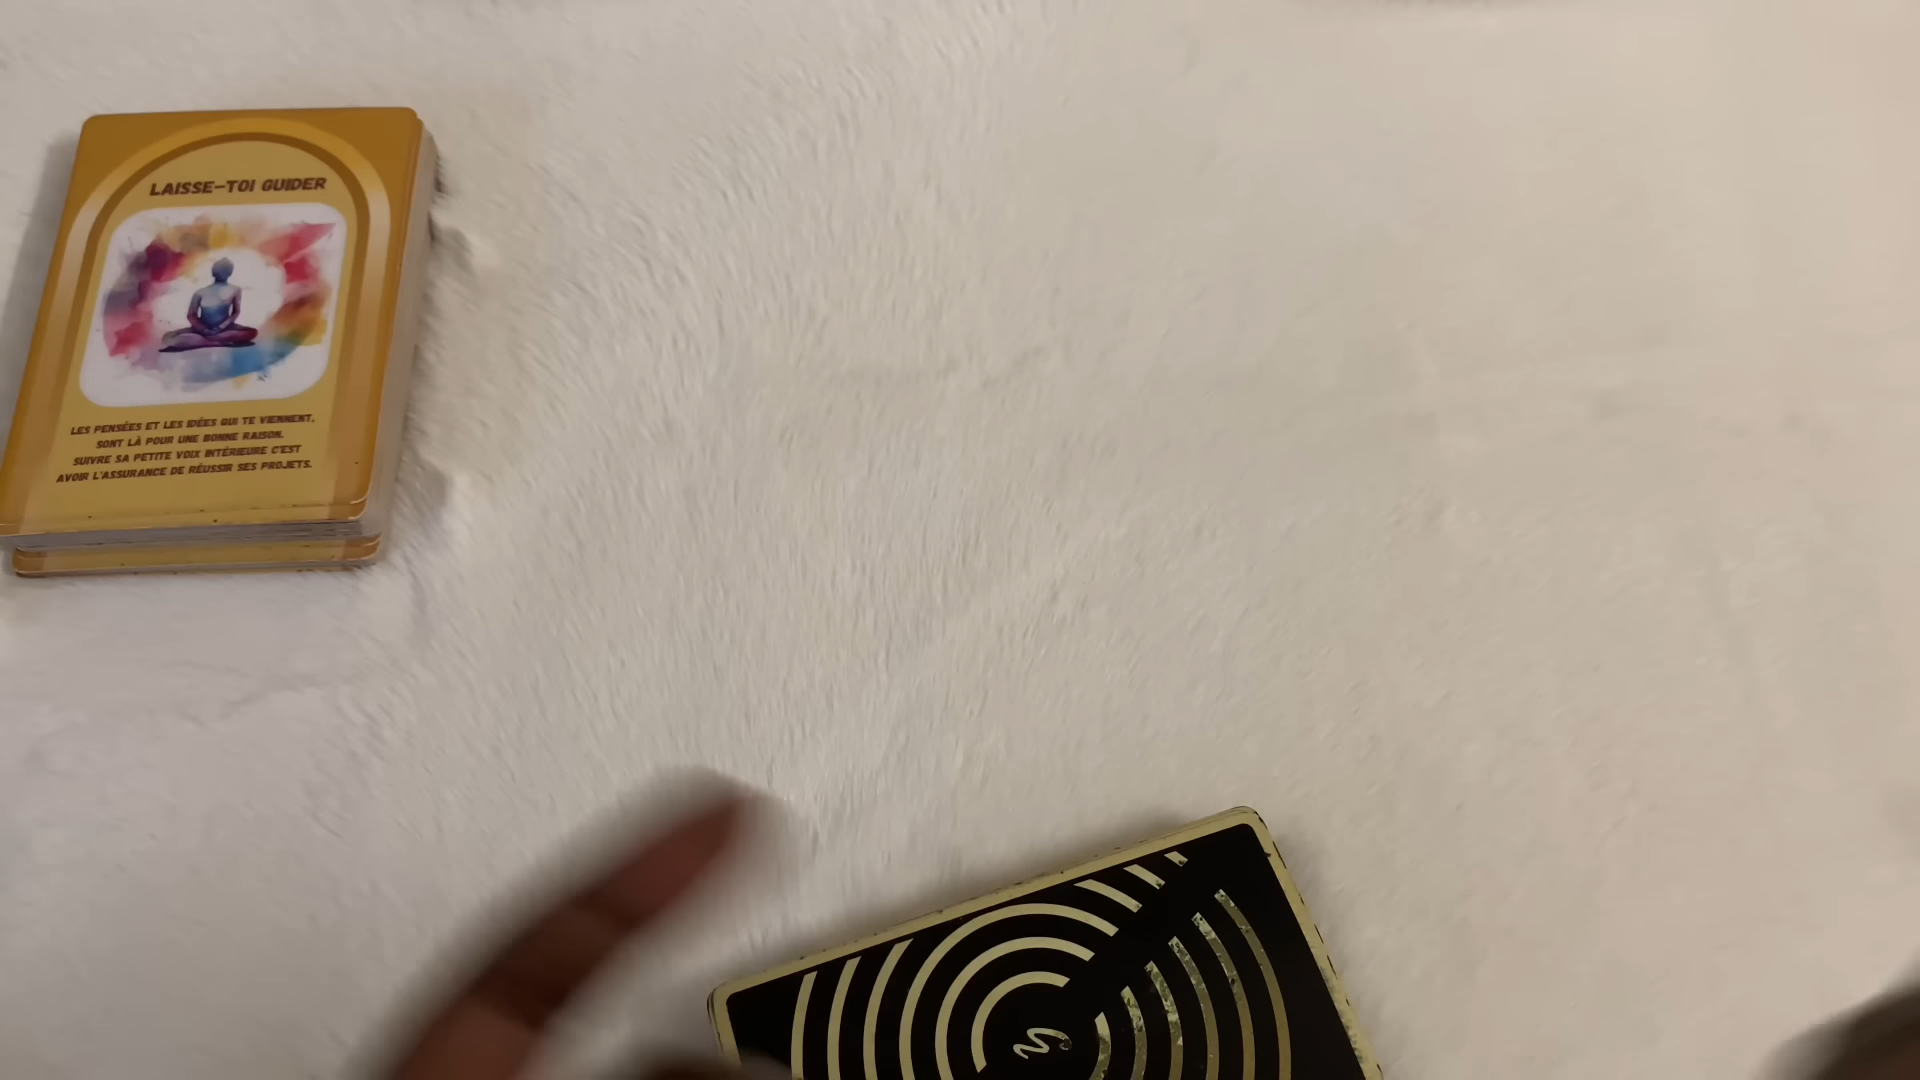 LAISSE-TOI GUIDER
LES PENSÉES ET LES IDÉES QUI TE VIENNENT,
SONT LÀ POUR UNE BONNE RAISON.
SUIVRE SA PETITE VOIX INTÉRIEURE C'EST
AVOIR L'ASSURANCE DE RÉUSSIR SES PROJETS.